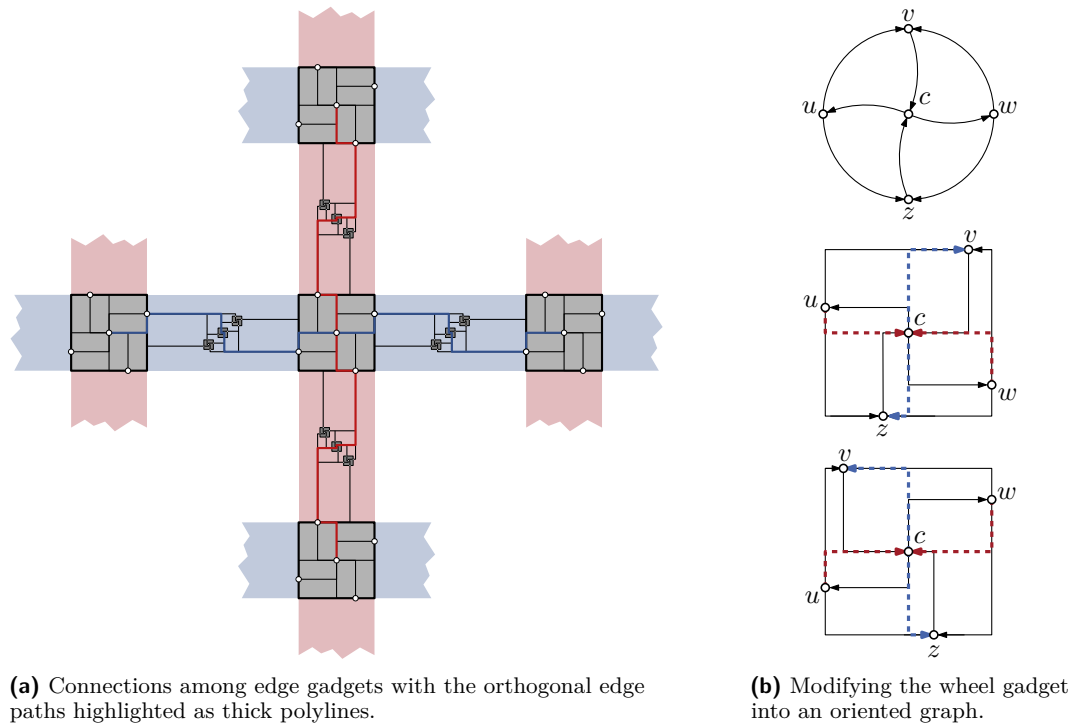 v
u
c
w
z
v
u
c
w
z
v
w
c
u
z
(a) Connections among edge gadgets with the orthogonal edge
paths highlighted as thick polylines.
(b) Modifying the wheel gadget
into an oriented graph.